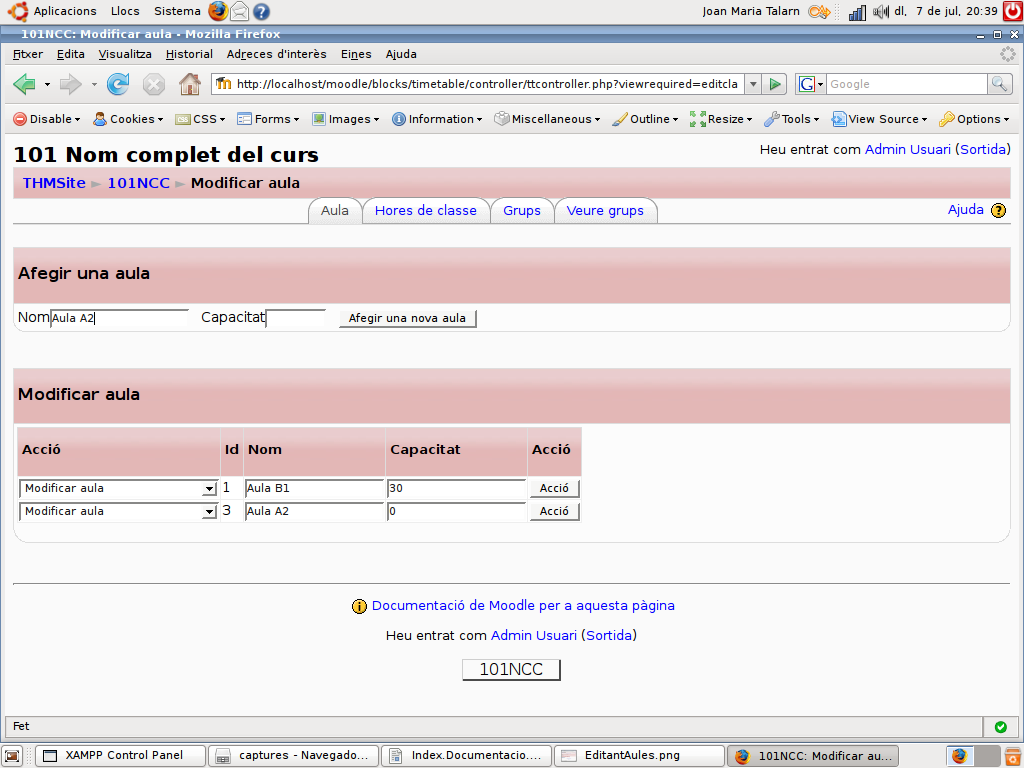 Aplicacions Llocs Sistema Joan Maria Talarn dl, 7 de jul, 20:39
101NCC: Modificar aula - Mozilla Firefox
Fitxer Edita Visualitza Historial Adreces d'interès Eines Ajuda
http://localhost/moodle/blocks/timetable/controller/ttcontroller.php?viewrequired=editcla G Google
Disable Cookies CSS Forms Images Information Miscellaneous Outline Resize Tools View Source Options
101 Nom complet del curs
Heu entrat com Admin Usuari (Sortida)
THMSite ► 101NCC ► Modificar aula
Aula Hores de classe Grups Veure grups Ajuda
Afegir una aula
Nom Aula A2 Capacitat Afegir una nova aula
Modificar aula
Acció Id Nom Capacitat Acció
Modificar aula 1 Aula B1 30 Acció
Modificar aula 3 Aula A2 0 Acció
Documentació de Moodle per a aquesta pàgina
Heu entrat com Admin Usuari (Sortida)
101NCC
Fet
XAMPP Control Panel captures - Navegado... Index.Documentacio.... EditantAules.png 101NCC: Modificar au...